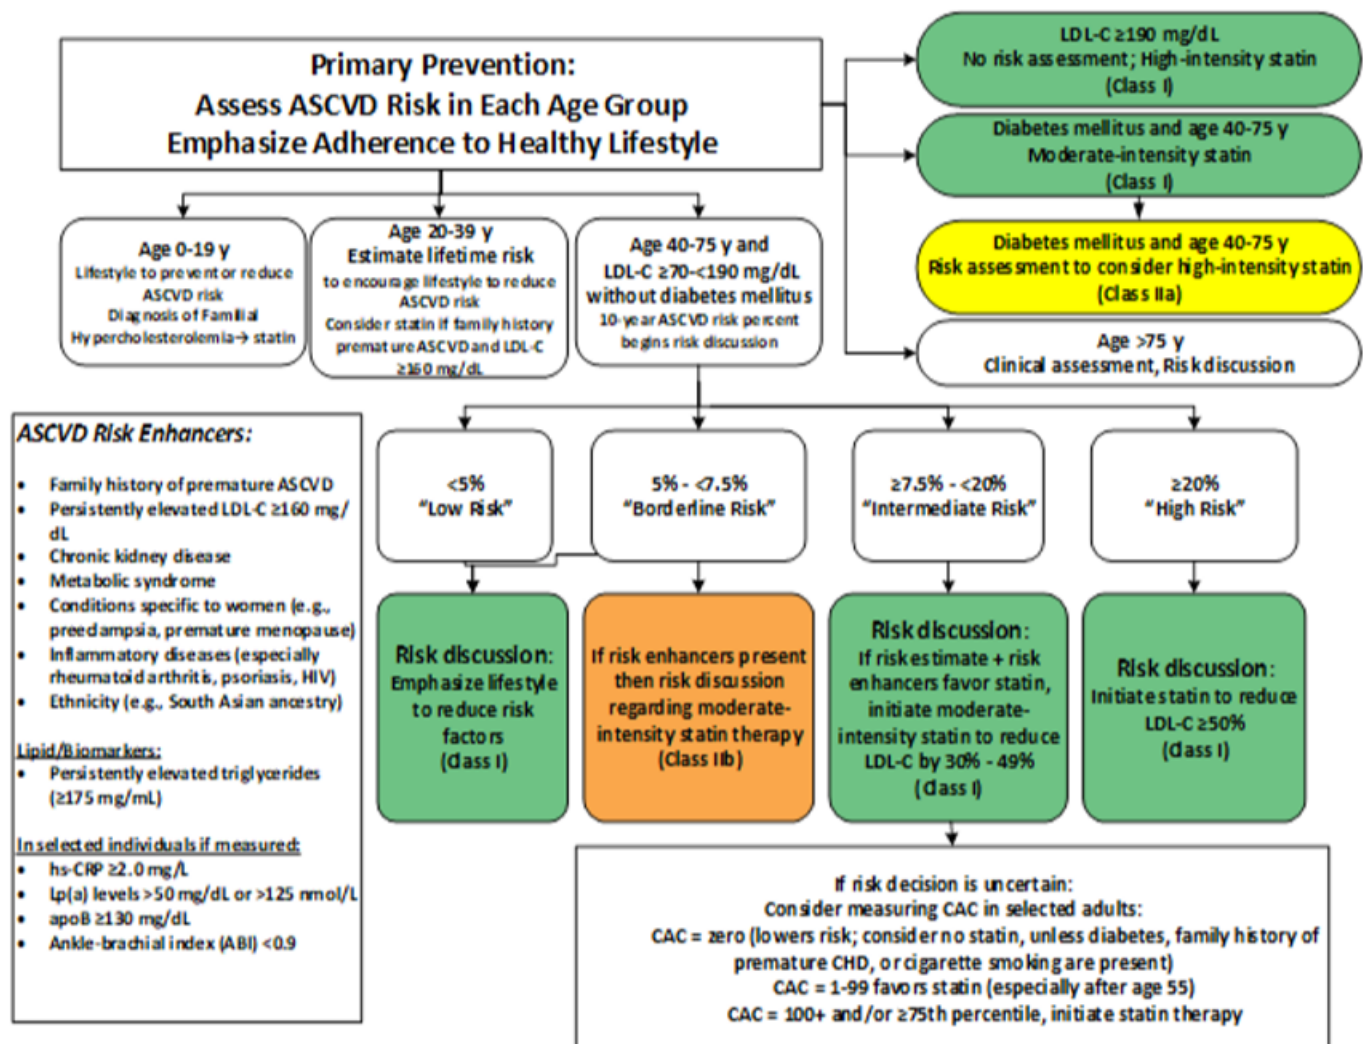 Primary Prevention:
Assess ASCVD Risk in Each Age Group
Emphasize Adherence to Healthy Lifestyle
LDL-C ≥190 mg/dL
No risk assessment; High-intensity statin
(Class I)
Diabetes mellitus and age 40-75 y
Moderate-intensity statin
(Class I)
Diabetes mellitus and age 40-75 y
Risk assessment to consider high-intensity statin
(Class IIa)
Age >75 y
Clinical assessment, Risk discussion
Age 0-19 y
Lifestyle to prevent or reduce
ASCVD risk
Diagnosis of Familial
Hypercholesterolemia→ statin
Age 20-39 y
Estimate lifetime risk
to encourage lifestyle to reduce
ASCVD risk
Consider statin if family history
premature ASCVD and LDL-C
≥160 mg/dL
Age 40-75 y and
LDL-C ≥70-<190 mg/dL
without diabetes mellitus
10-year ASCVD risk percent
begins risk discussion
<5%
“Low Risk”
5% - <7.5%
“Borderline Risk”
≥7.5% - <20%
“Intermediate Risk”
≥20%
“High Risk”
Risk discussion:
Emphasize lifestyle
to reduce risk
factors
(Class I)
If risk enhancers present
then risk discussion
regarding moderate-
intensity statin therapy
(Class IIb)
Risk discussion:
If risk estimate + risk
enhancers favor statin,
initiate moderate-
intensity statin to reduce
LDL-C by 30% - 49%
(Class I)
Risk discussion:
Initiate statin to reduce
LDL-C ≥50%
(Class I)
ASCVD Risk Enhancers:
• Family history of premature ASCVD
• Persistently elevated LDL-C ≥160 mg/
dL
• Chronic kidney disease
• Metabolic syndrome
• Conditions specific to women (e.g.,
preeclampsia, premature menopause)
• Inflammatory diseases (especially
rheumatoid arthritis, psoriasis, HIV)
• Ethnicity (e.g., South Asian ancestry)
Lipid/Biomarkers:
• Persistently elevated triglycerides
(≥175 mg/mL)
In selected individuals if measured:
• hs-CRP ≥2.0 mg/L
• Lp(a) levels >50 mg/dL or >125 nmol/L
• apoB ≥130 mg/dL
• Ankle-brachial index (ABI) <0.9
If risk decision is uncertain:
Consider measuring CAC in selected adults:
CAC = zero (lowers risk; consider no statin, unless diabetes, family history of
premature CHD, or cigarette smoking are present)
CAC = 1-99 favors statin (especially after age 55)
CAC = 100+ and/or ≥75th percentile, initiate statin therapy